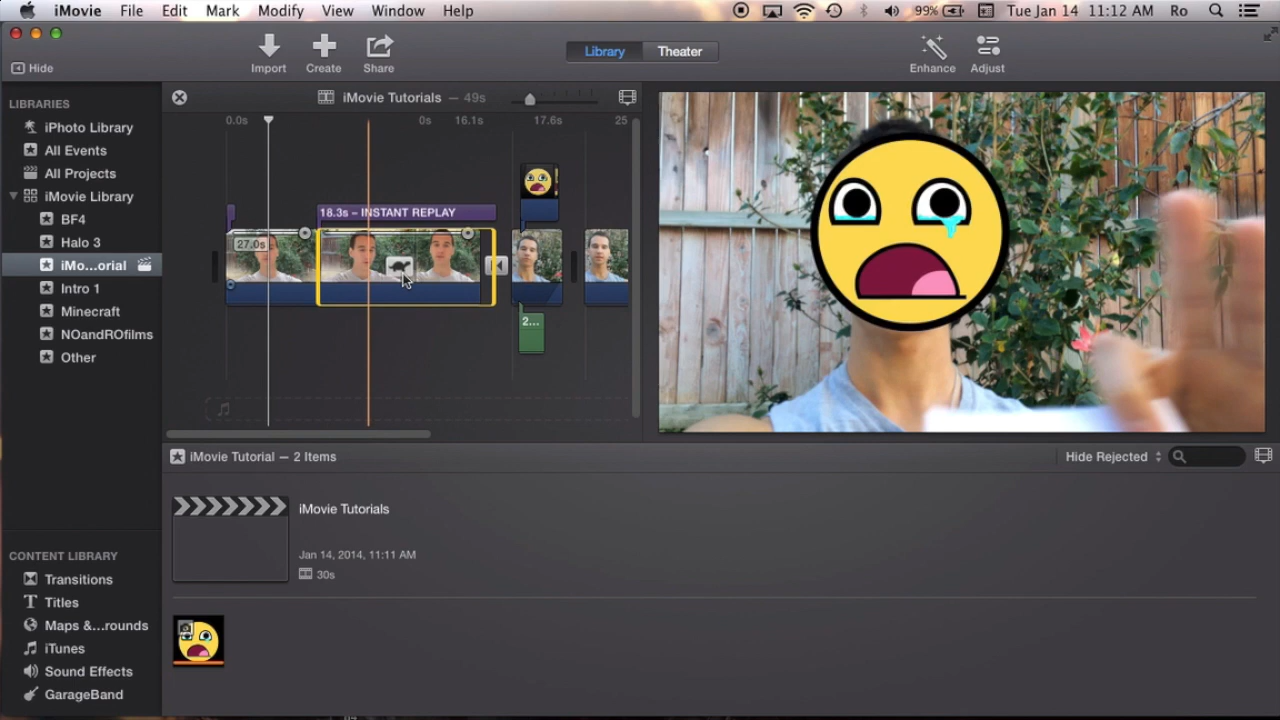 iMovie File Edit Mark Modify View Window Help 99% Tue Jan 14 11:12 AM Ro
Hide Import Create Share Library Theater Enhance Adjust
LIBRARIES
iPhoto Library
All Events
All Projects
iMovie Library
BF4
Halo 3
iMo...orial
Intro 1
Minecraft
NOandROfilms
Other
CONTENT LIBRARY
Transitions
Titles
Maps &...rounds
iTunes
Sound Effects
GarageBand
iMovie Tutorials — 49s
0.0s 0s 16.1s 17.6s 25
18.3s – INSTANT REPLAY
27.0s
2...
iMovie Tutorial — 2 Items Hide Rejected
iMovie Tutorials
Jan 14, 2014, 11:11 AM
30s